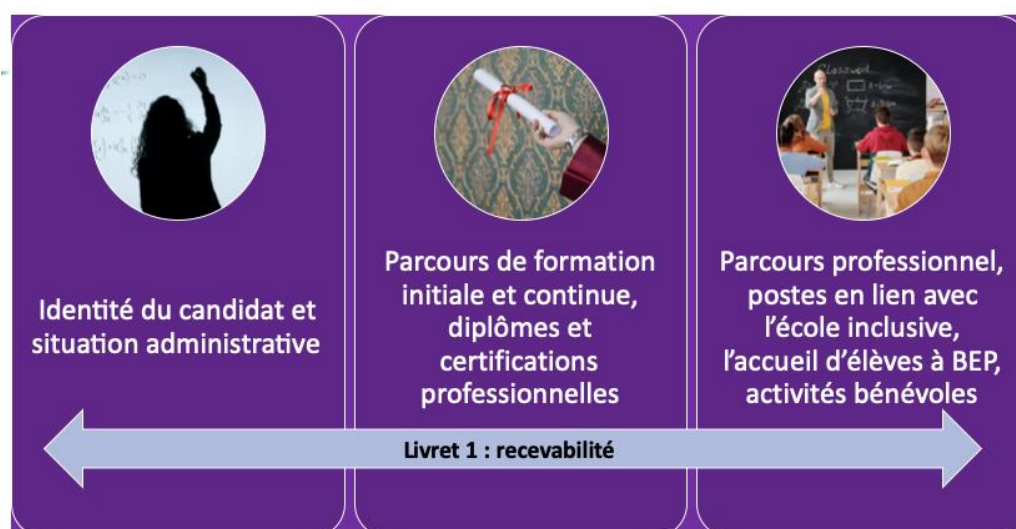 Identité du candidat et
situation administrative
Parcours de formation
initiale et continue,
diplômes et
certifications
professionnelles
Classwork
Parcours professionnel,
postes en lien avec
l'école inclusive,
l'accueil d'élèves à BEP,
activités bénévoles
Livret 1 : recevabilité